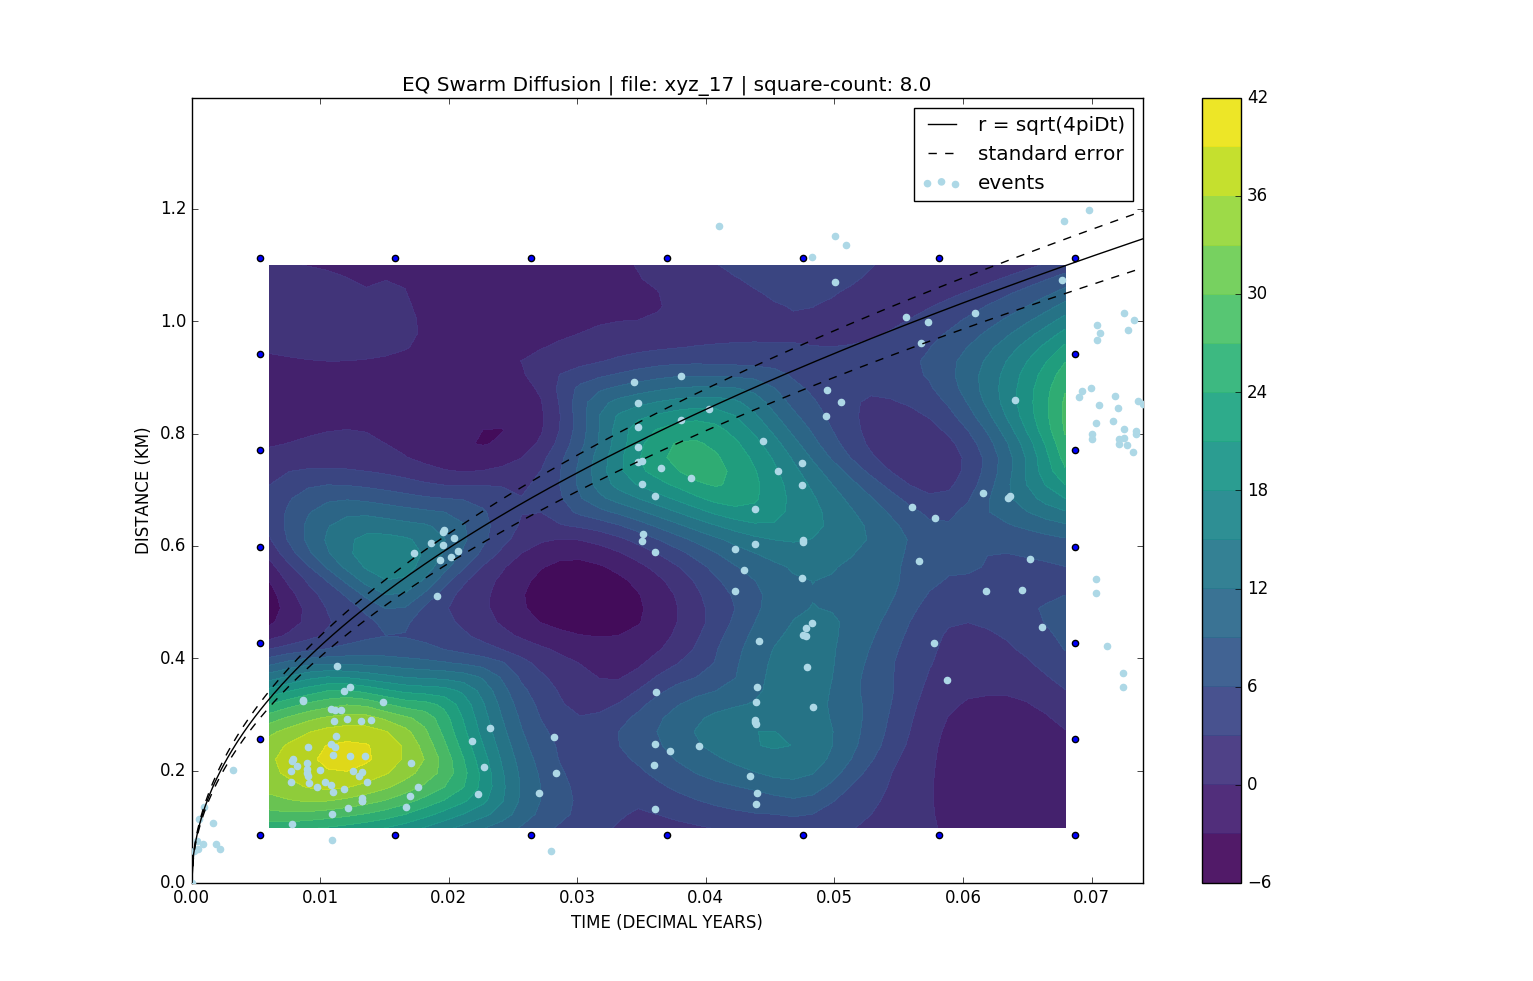 EQ Swarm Diffusion | file: xyz_17 | square-count: 8.0
r = sqrt(4piDt)
standard error
events
DISTANCE (KM)
1.2
1.0
0.8
0.6
0.4
0.2
0.0
0.00 0.01 0.02 0.03 0.04 0.05 0.06 0.07
TIME (DECIMAL YEARS)
42
36
30
24
18
12
6
0
−6